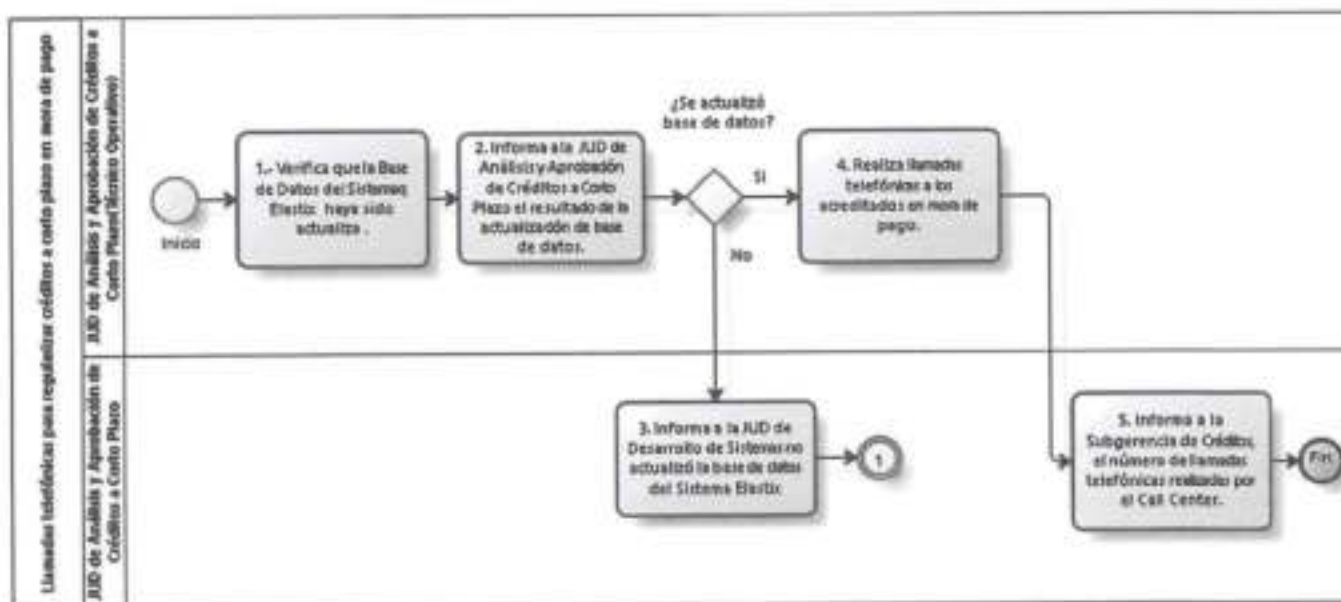 Llamadas telefónicas para regularizar créditos a corto plazo en mora de pago
JUD de Análisis y Aprobación de Créditos a
Corto Plazo(Técnico Operativo)
¿Se actualizó
base de datos?
1.- Verifica que la Base
de Datos del Sistemaq
Elastix haya sido
actualiza .
2. Informa a la JUD de
Análisis y Aprobación
de Créditos a Corto
Plazo el resultado de la
actualización de base
de datos.
Si
4. Realiza llamadas
telefónicas a los
acreditados en mora de
pago.
Inicio
No
JUD de Análisis y Aprobación de
Créditos a Corto Plazo
3. Informa a la JUD de
Desarrollo de Sistemas no
actualizó la base de datos
del Sistema Elastix
1
5. Informa a la
Subgerencia de Créditos,
el número de llamadas
telefónicas realizadas por
el Call Center.
Fin